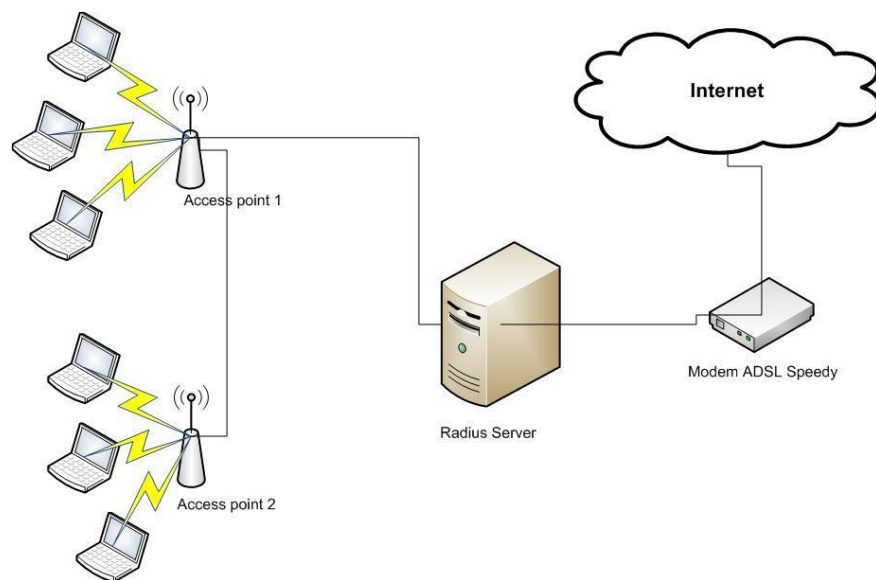 Internet
Access point 1
Modem ADSL Speedy
Radius Server
Access point 2